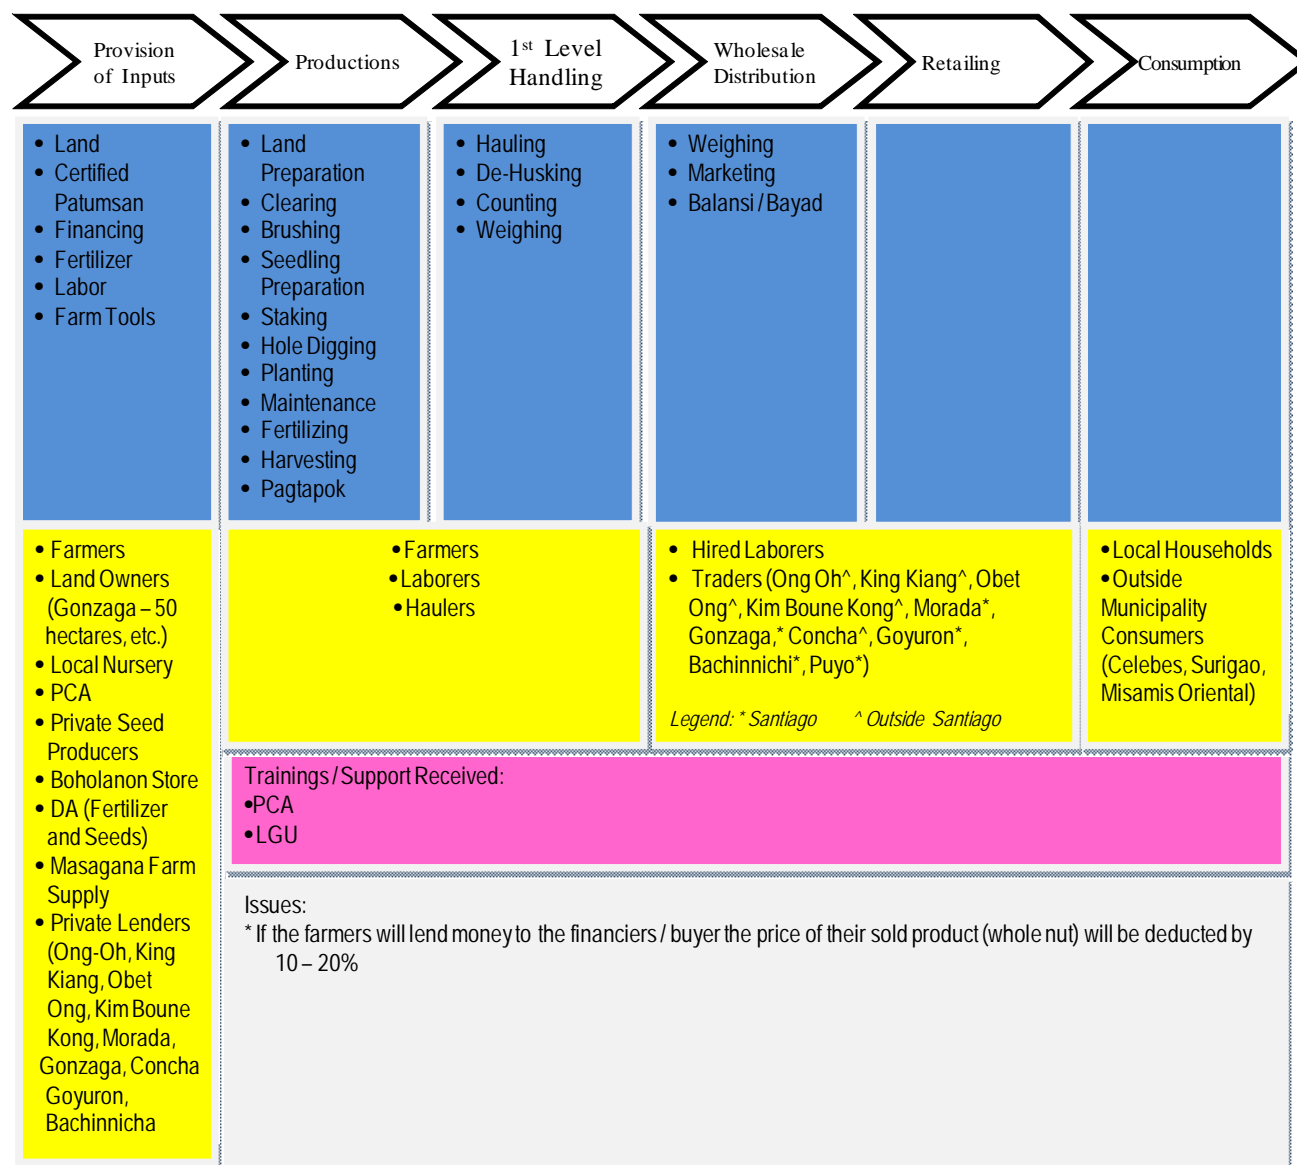 Provision
of Inputs
Productions
1st Level
Handling
Wholesale
Distribution
Retailing
Consumption
• Land
• Certified
Patumsan
• Financing
• Fertilizer
• Labor
• Farm Tools
• Land
Preparation
• Clearing
• Brushing
• Seedling
Preparation
• Staking
• Hole Digging
• Planting
• Maintenance
• Fertilizing
• Harvesting
• Pagtapok
• Hauling
• De-Husking
• Counting
• Weighing
• Weighing
• Marketing
• Balansi / Bayad
• Farmers
• Land Owners
(Gonzaga – 50
hectares, etc.)
• Local Nursery
• PCA
• Private Seed
Producers
• Boholanon Store
• DA (Fertilizer
and Seeds)
• Masagana Farm
Supply
• Private Lenders
(Ong-Oh, King
Kiang, Obet
Ong, Kim Boune
Kong, Morada,
Gonzaga, Concha
Goyuron,
Bachinnicha
• Farmers
• Laborers
• Haulers
• Hired Laborers
• Traders (Ong Oh^, King Kiang^, Obet
Ong^, Kim Boune Kong^, Morada*,
Gonzaga,* Concha^, Goyuron*,
Bachinnichi*, Puyo*)
Legend: * Santiago ^ Outside Santiago
• Local Households
• Outside
Municipality
Consumers
(Celebes, Surigao,
Misamis Oriental)
Trainings / Support Received:
• PCA
• LGU
Issues:
* If the farmers will lend money to the financiers / buyer the price of their sold product (whole nut) will be deducted by
10 – 20%